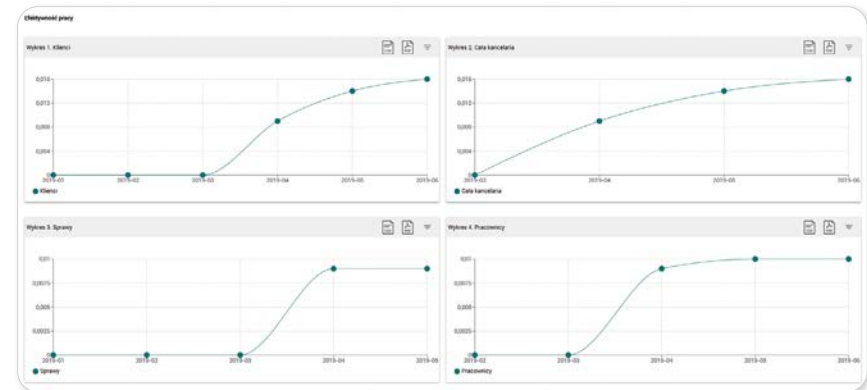 Efektywność pracy
Wykres 1. Klienci
0,016
0,012
0,008
0,004
0
2019-01 2019-02 2019-03 2019-04 2019-05 2019-06
Klienci
Wykres 2. Cała kancelaria
0,016
0,012
0,008
0,004
0
2019-03 2019-04 2019-05 2019-06
Cała kancelaria
Wykres 3. Sprawy
0,01
0,0075
0,005
0,0025
0
2019-01 2019-02 2019-03 2019-04 2019-05
Sprawy
Wykres 4. Pracownicy
0,01
0,0075
0,005
0,0025
0
2019-02 2019-03 2019-04 2019-05 2019-06
Pracownicy